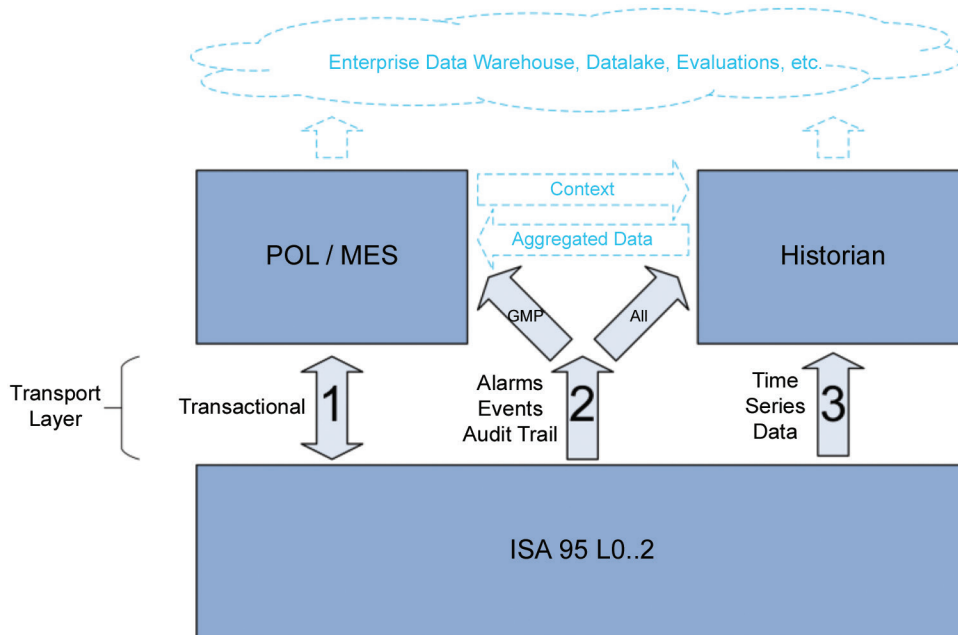 Enterprise Data Warehouse, Datalake, Evaluations, etc.
Context
Aggregated Data
POL / MES
Historian
GMP
All
Transport
Layer
Transactional
1
Alarms
Events
Audit Trail
2
Time
Series
Data
3
ISA 95 L0..2